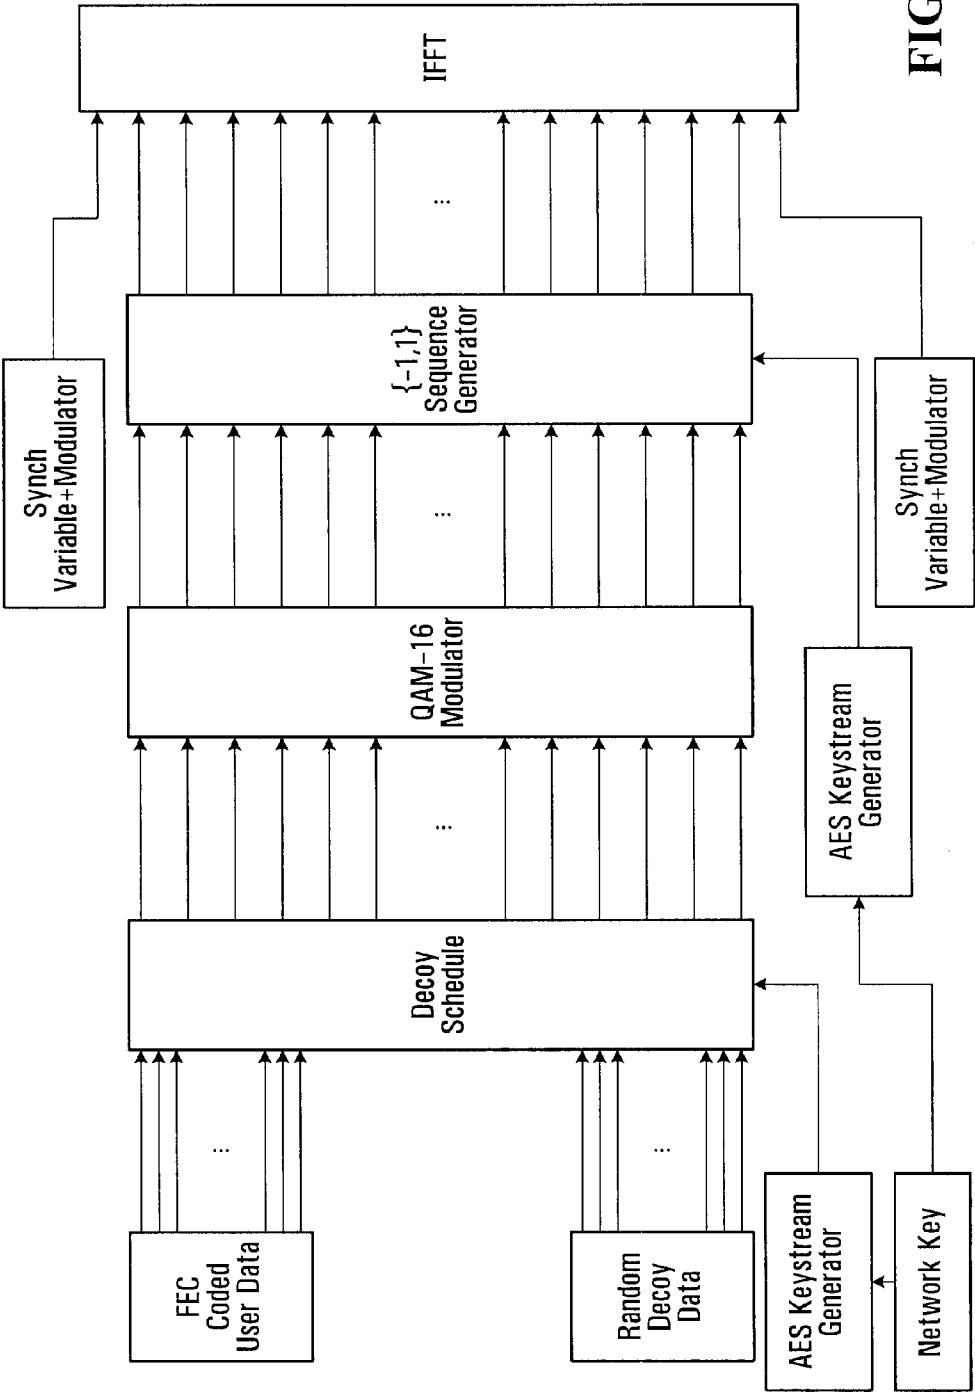 FEC
Coded
User Data
Random
Decoy
Data
AES Keystream
Generator
Network Key
Decoy
Schedule
AES Keystream
Generator
QAM-16
Modulator
Synch
Variable+Modulator
{-1,1}
Sequence
Generator
Synch
Variable+Modulator
IFFT
FIG
...
...
...
...
...